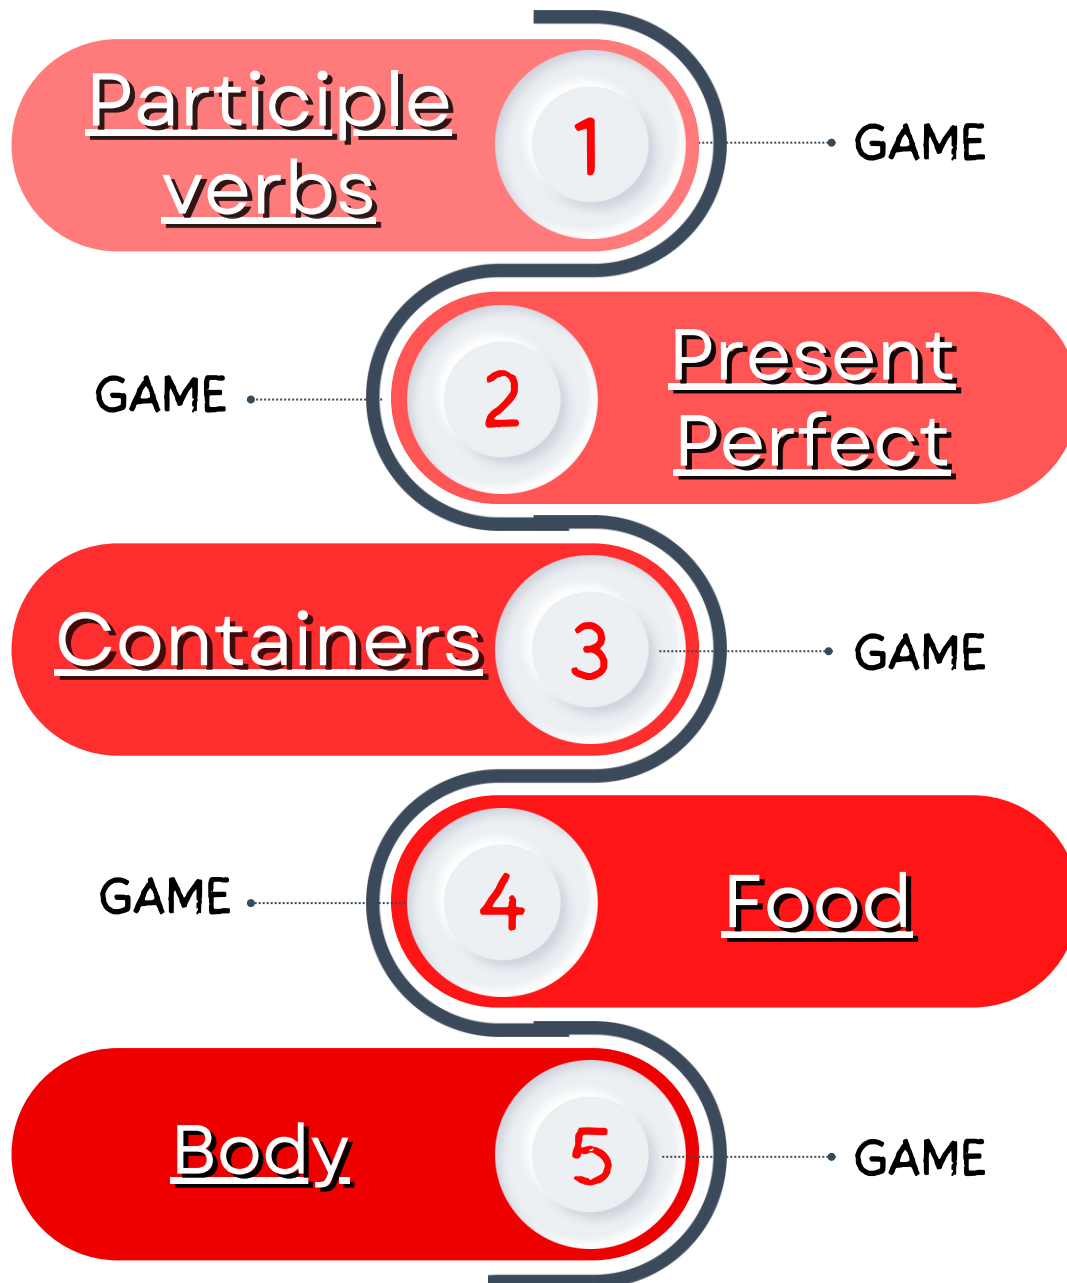 Participle
verbs
1
GAME
GAME
2
Present
Perfect
Containers
3
GAME
GAME
4
Food
Body
5
GAME